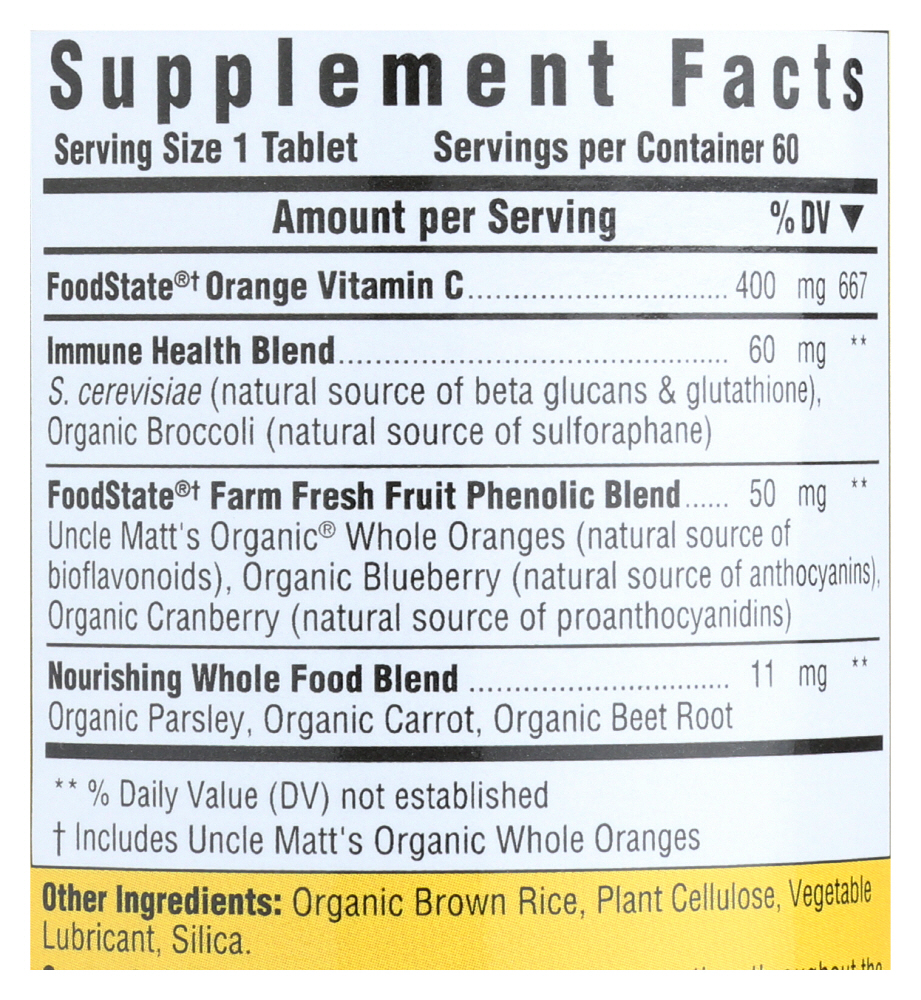 Supplement Facts
Serving Size 1 Tablet Servings per Container 60
Amount per Serving % DV ▼
FoodState®† Orange Vitamin C............................ 400 mg 667
Immune Health Blend.......................................... 60 mg **
S. cerevisiae (natural source of beta glucans & glutathione),
Organic Broccoli (natural source of sulforaphane)
FoodState®† Farm Fresh Fruit Phenolic Blend...... 50 mg **
Uncle Matt's Organic® Whole Oranges (natural source of
bioflavonoids), Organic Blueberry (natural source of anthocyanins),
Organic Cranberry (natural source of proanthocyanidins)
Nourishing Whole Food Blend ............................ 11 mg **
Organic Parsley, Organic Carrot, Organic Beet Root
** % Daily Value (DV) not established
† Includes Uncle Matt's Organic Whole Oranges
Other Ingredients: Organic Brown Rice, Plant Cellulose, Vegetable
Lubricant, Silica.